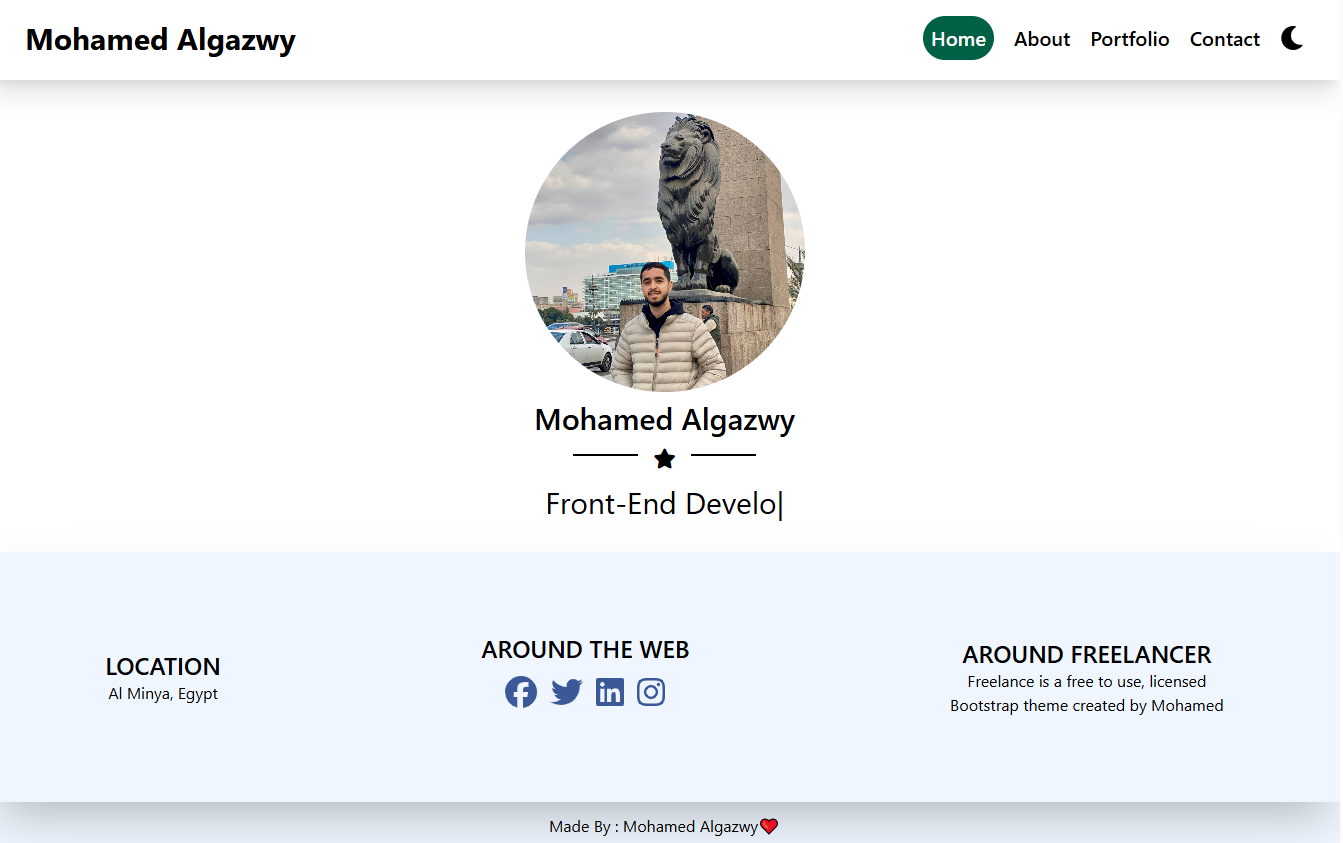 Mohamed Algazwy
Home About Portfolio Contact
Mohamed Algazwy
Front-End Develo|
LOCATION
Al Minya, Egypt
AROUND THE WEB
AROUND FREELANCER
Freelance is a free to use, licensed
Bootstrap theme created by Mohamed
Made By : Mohamed Algazwy❤️